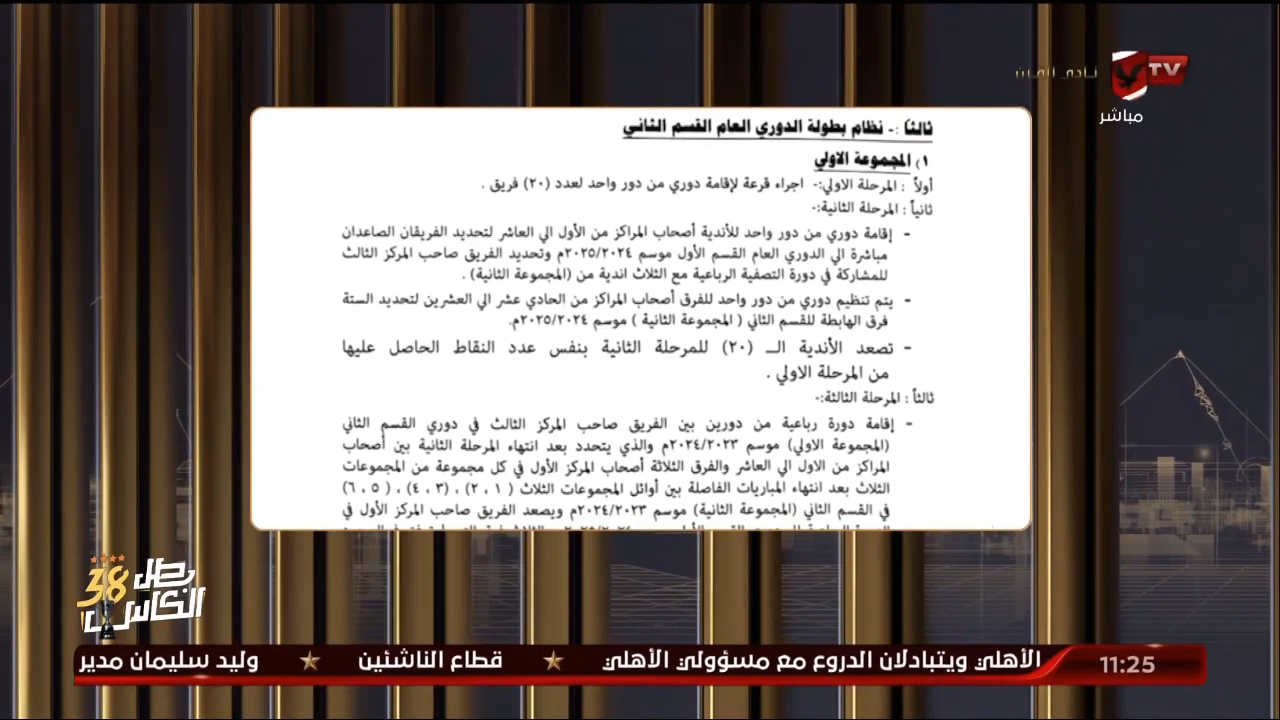 نادي القرن
TV
مباشر
ثالثاً :- نظام بطولة الدوري العام القسم الثاني
١) المجموعة الاولي
أولاً : المرحلة الاولي:- اجراء قرعة لإقامة دوري من دور واحد لعدد (٢٠) فريق .
ثانياً : المرحلة الثانية:-
- إقامة دوري من دور واحد للأندية أصحاب المراكز من الأول الي العاشر لتحديد الفريقان الصاعدان
مباشرة الي الدوري العام القسم الأول موسم ٢٠٢٥/٢٠٢٤م وتحديد الفريق صاحب المركز الثالث
للمشاركة في دورة التصفية الرباعية مع الثلاث اندية من (المجموعة الثانية) .
- يتم تنظيم دوري من دور واحد للفرق أصحاب المراكز من الحادي عشر الي العشرين لتحديد الستة
فرق الهابطة للقسم الثاني ( المجموعة الثانية ) موسم ٢٠٢٥/٢٠٢٤م.
- تصعد الأندية الــ (٢٠) للمرحلة الثانية بنفس عدد النقاط الحاصل عليها
من المرحلة الاولي .
ثالثاً : المرحلة الثالثة:-
- إقامة دورة رباعية من دورين بين الفريق صاحب المركز الثالث في دوري القسم الثاني
(المجموعة الاولي) موسم ٢٠٢٤/٢٠٢٣م والذي يتحدد بعد انتهاء المرحلة الثانية بين أصحاب
المراكز من الاول الي العاشر والفرق الثلاثة أصحاب المركز الأول في كل مجموعة من المجموعات
الثلاث بعد انتهاء المباريات الفاصلة بين أوائل المجموعات الثلاث ( ١ ، ٢) ، (٣ ، ٤) ، ( ٥ ، ٦)
في القسم الثاني (المجموعة الثانية) موسم ٢٠٢٤/٢٠٢٣م ويصعد الفريق صاحب المركز الأول في
بطل الكاس 38
الأهلي ويتبادلان الدروع مع مسؤولي الأهلي ★ قطاع الناشئين ★ وليد سليمان مدير
11:25